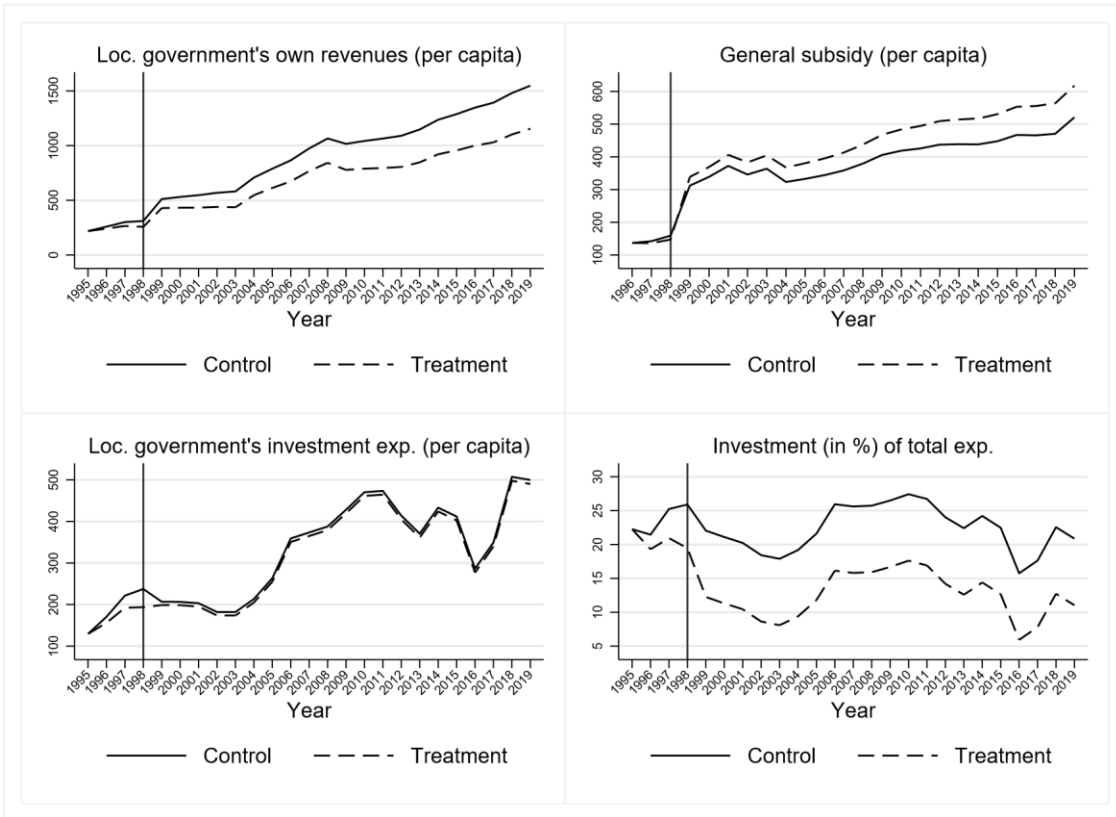 Loc. government's own revenues (per capita)
1500
1000
500
0
1995 1996 1997 1998 1999 2000 2001 2002 2003 2004 2005 2006 2007 2008 2009 2010 2011 2012 2013 2014 2015 2016 2017 2018 2019
Year
Control Treatment
General subsidy (per capita)
600
500
400
300
200
100
1996 1997 1998 1999 2000 2001 2002 2003 2004 2005 2006 2007 2008 2009 2010 2011 2012 2013 2014 2015 2016 2017 2018 2019
Year
Control Treatment
Loc. government's investment exp. (per capita)
500
400
300
200
100
1995 1996 1997 1998 1999 2000 2001 2002 2003 2004 2005 2006 2007 2008 2009 2010 2011 2012 2013 2014 2015 2016 2017 2018 2019
Year
Control Treatment
Investment (in %) of total exp.
30
25
20
15
10
5
1995 1996 1997 1998 1999 2000 2001 2002 2003 2004 2005 2006 2007 2008 2009 2010 2011 2012 2013 2014 2015 2016 2017 2018 2019
Year
Control Treatment